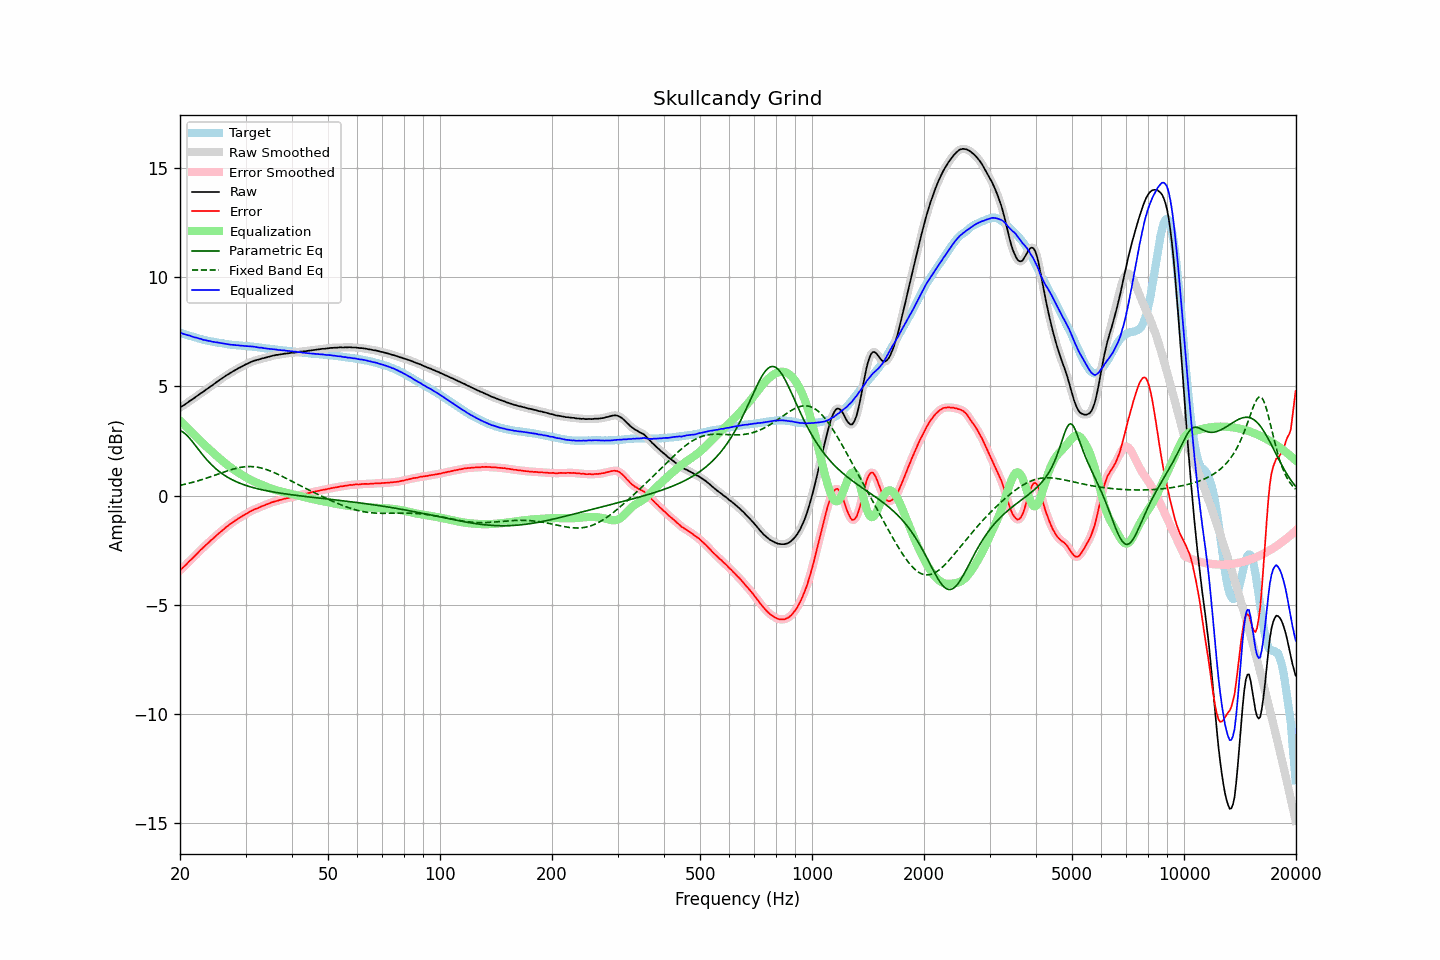 Skullcandy Grind
Target
Raw Smoothed
Error Smoothed
Raw
Error
Equalization
Parametric Eq
Fixed Band Eq
Equalized
15
10
5
0
−5
−10
−15
Amplitude (dBr)
20 50 100 200 500 1000 2000 5000 10000 20000
Frequency (Hz)